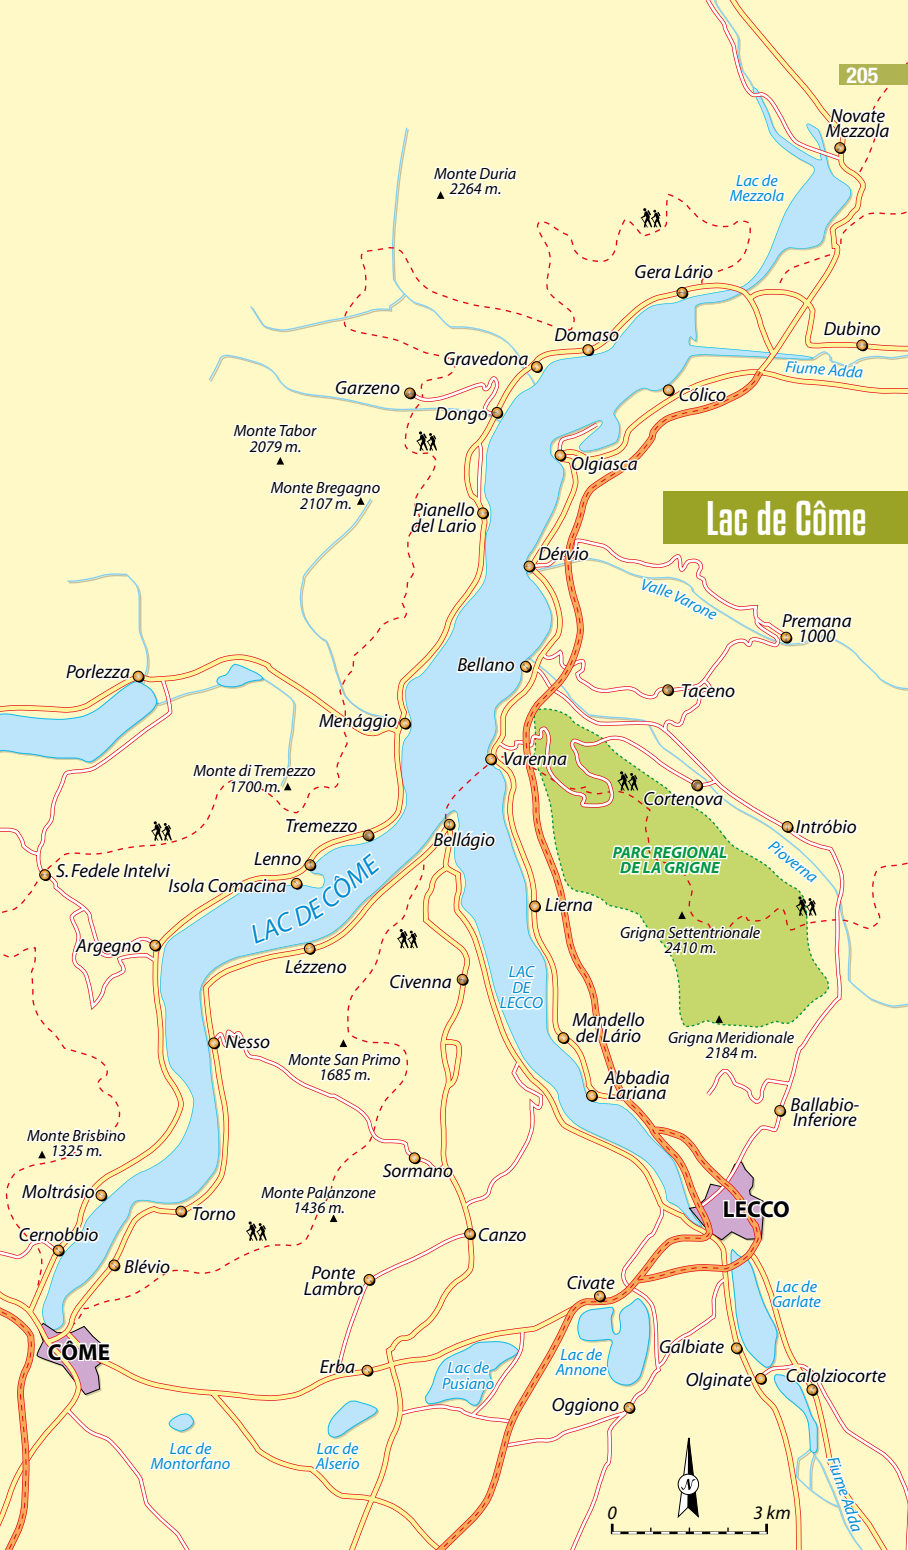 205
Novate
Mezzola
Monte Duria
2264 m.
Lac de
Mezzola
Gera Lário
Domaso
Dubino
Gravedona
Fiume Adda
Garzeno
Cólico
Dongo
Monte Tabor
2079 m.
Olgiasca
Monte Bregagno
2107 m.
Lac de Côme
Pianello
del Lario
Dérvio
Valle Varone
Premana
1000
Bellano
Porlezza
Taceno
Menággio
Varenna
Monte di Tremezzo
1700 m.
Cortenova
Tremezzo
Intróbio
Bellágio
Lenno
PARC REGIONAL
DE LA GRIGNE
Pioverna
S. Fedele Intelvi
Isola Comacina
LAC DE CÔME
Lierna
Grigna Settentrionale
2410 m.
Argegno
Lézzeno
Civenna
LAC
DE
LECCO
Mandello
del Lário
Nesso
Grigna Meridionale
2184 m.
Monte San Primo
1685 m.
Abbadia
Lariana
Ballabio-
Inferiore
Monte Brisbino
1325 m.
Sormano
Moltrásio
Monte Palanzone
1436 m.
Torno
LECCO
Cernobbio
Canzo
Blévio
Ponte
Lambro
Civate
Lac de
Garlate
CÔME
Galbiate
Erba
Lac de
Pusiano
Lac de
Annone
Olginate
Calolziocorte
Oggiono
Lac de
Montorfano
Lac de
Alserio
Fiume Adda
N
0
3 km